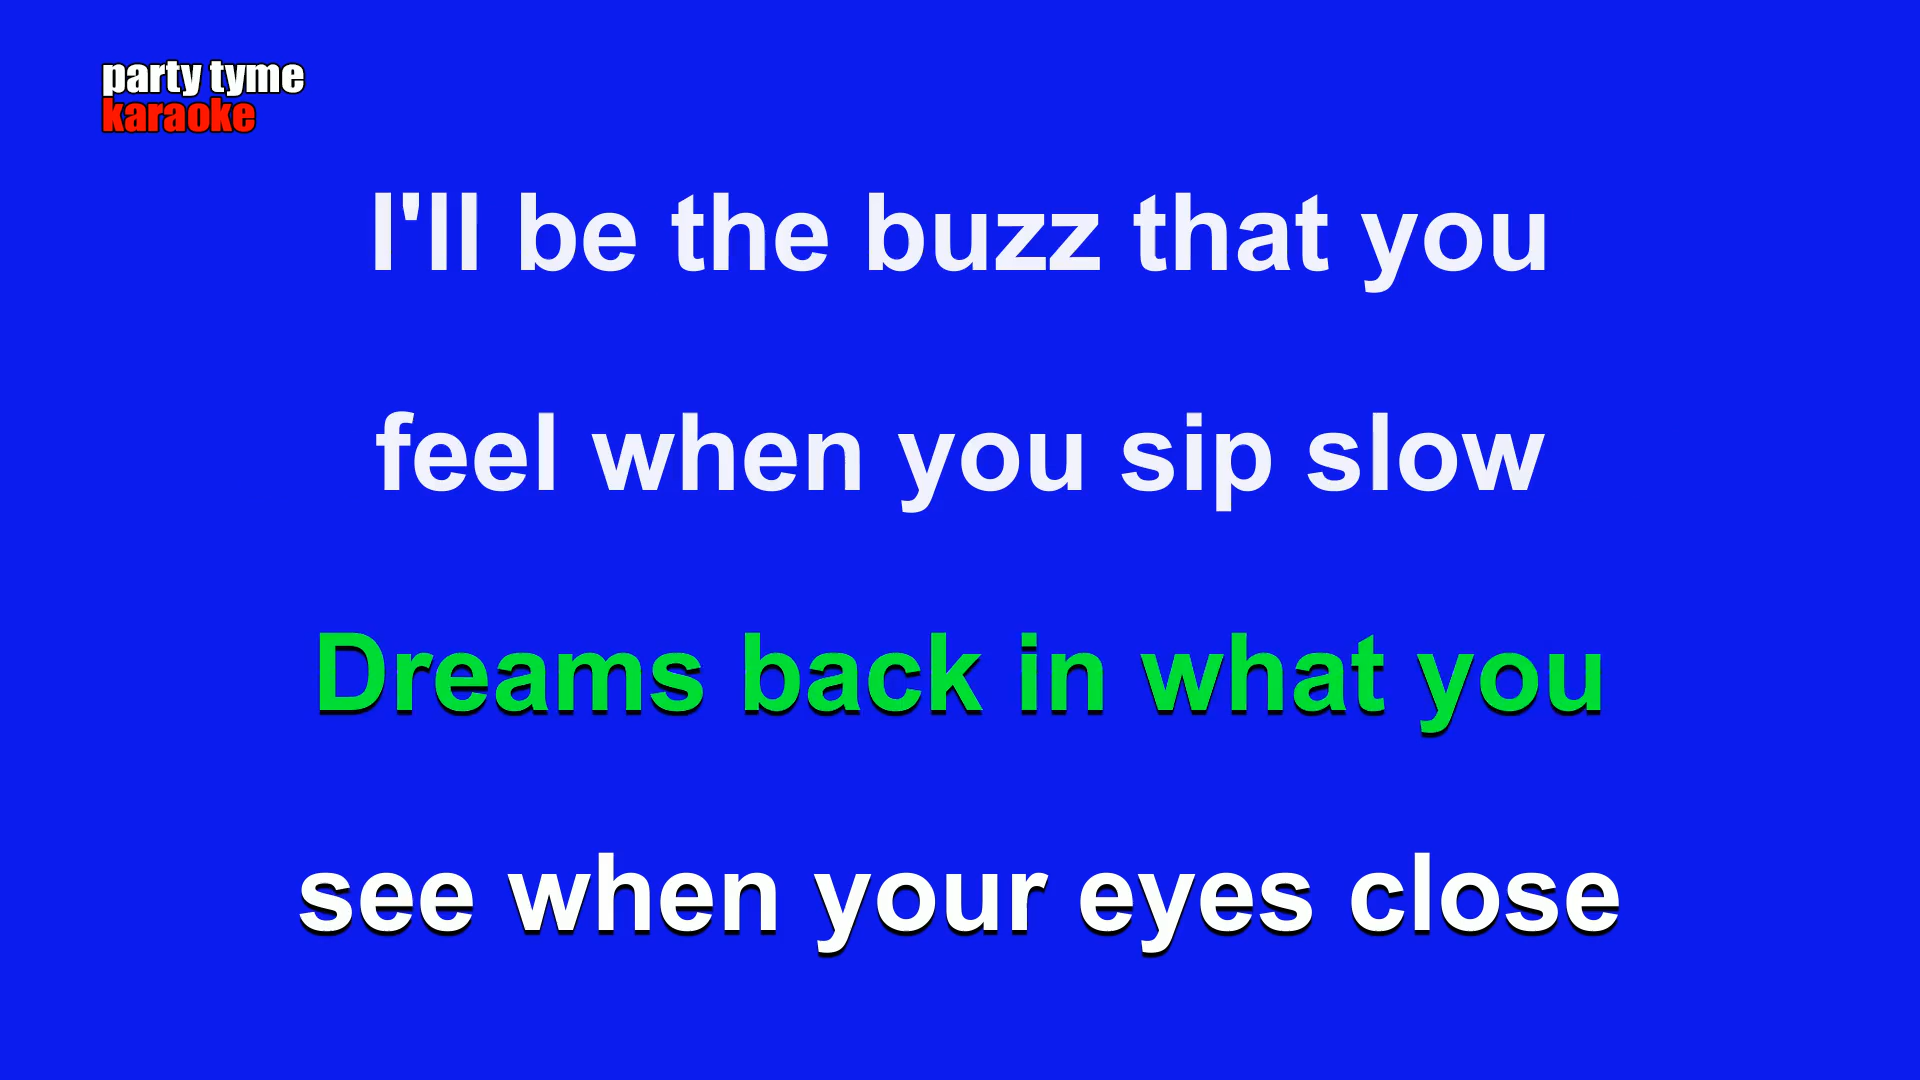 party tyme
karaoke
I'll be the buzz that you
feel when you sip slow
Dreams back in what you
see when your eyes close